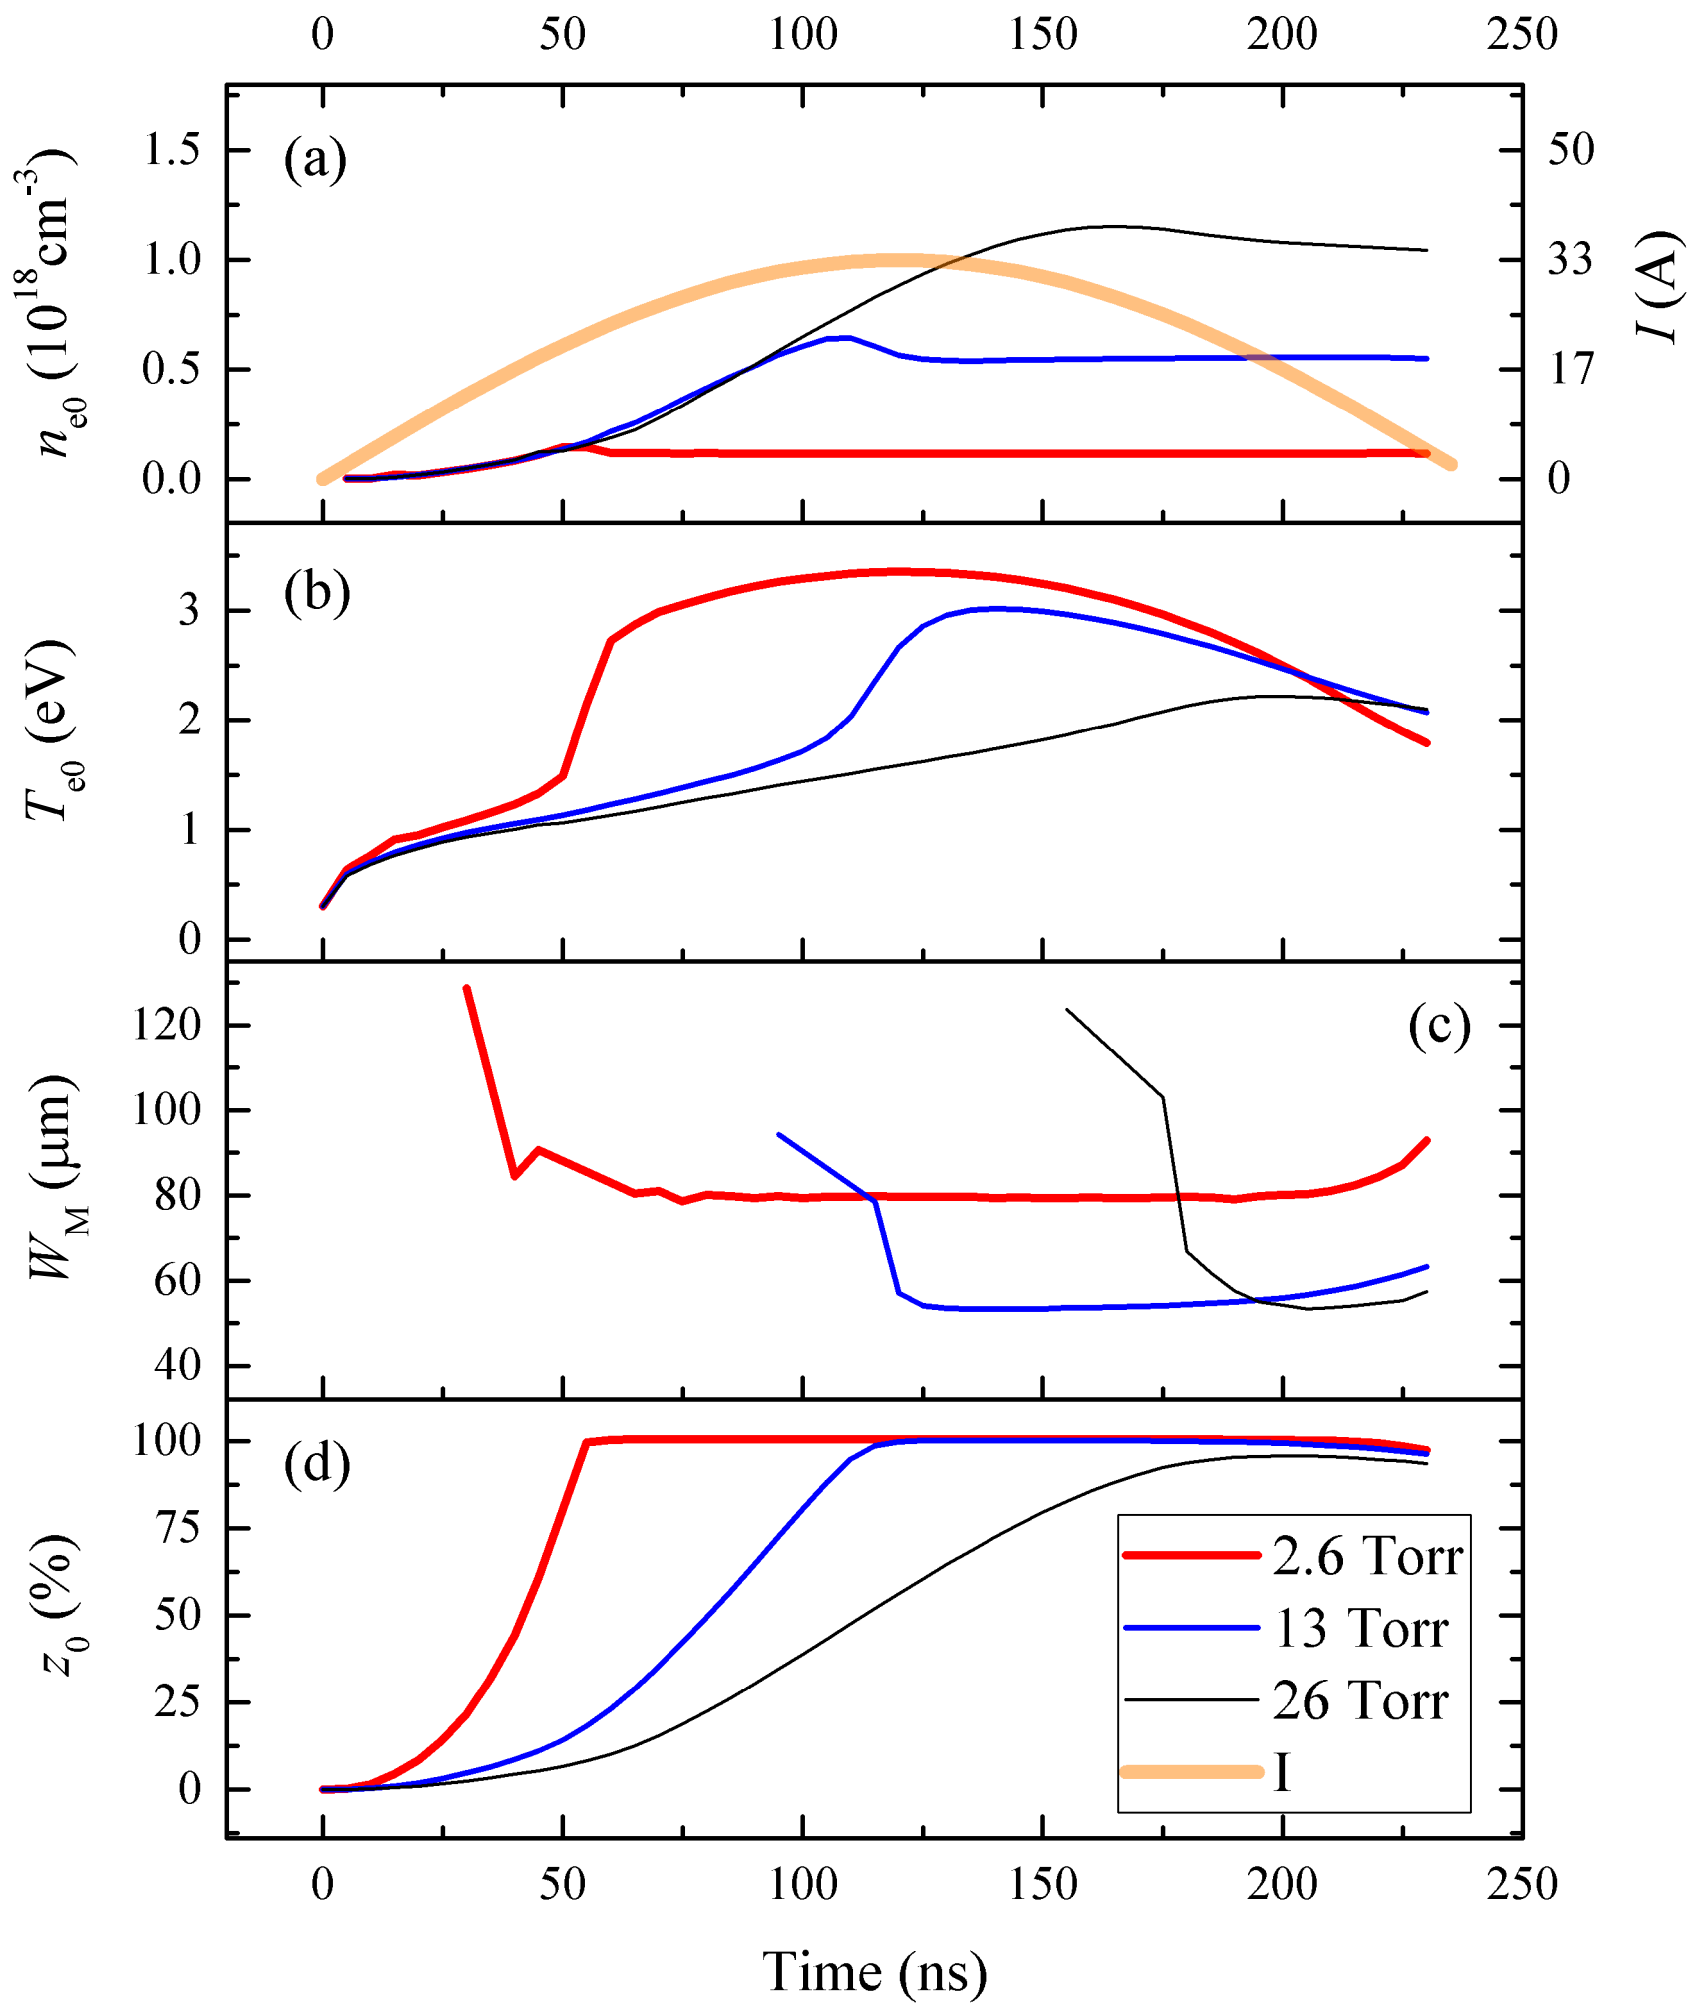 0 50 100 150 200 250
(a)
1.5
1.0
0.5
0.0
n_e0 (10^18 cm^-3)
50
33
17
0
I (A)
(b)
3
2
1
0
T_e0 (eV)
(c)
120
100
80
60
40
W_M (μm)
(d)
100
75
50
25
0
z_0 (%)
2.6 Torr
13 Torr
26 Torr
I
0 50 100 150 200 250
Time (ns)